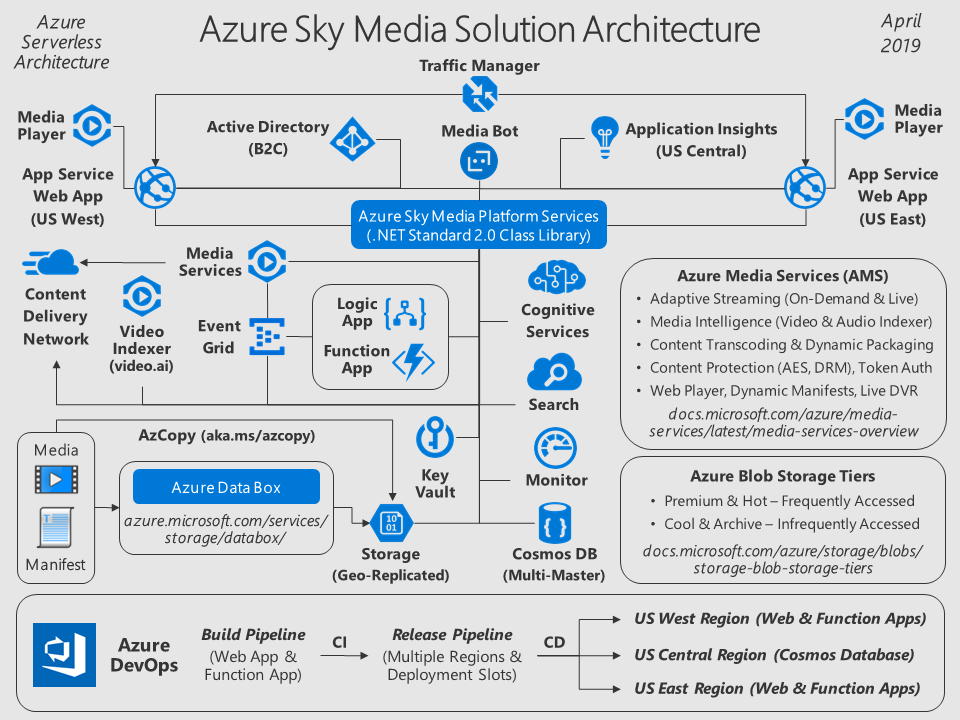 Azure
Serverless
Architecture
Azure Sky Media Solution Architecture
April
2019
Traffic Manager
Media
Player
Active Directory
(B2C)
Media Bot
Application Insights
(US Central)
Media
Player
App Service
Web App
(US West)
App Service
Web App
(US East)
Azure Sky Media Platform Services
(.NET Standard 2.0 Class Library)
Media
Services
Content
Delivery
Network
Video
Indexer
(video.ai)
Event
Grid
Logic
App
Function
App
Cognitive
Services
Search
Azure Media Services (AMS)
• Adaptive Streaming (On-Demand & Live)
• Media Intelligence (Video & Audio Indexer)
• Content Transcoding & Dynamic Packaging
• Content Protection (AES, DRM), Token Auth
• Web Player, Dynamic Manifests, Live DVR
docs.microsoft.com/azure/media-
services/latest/media-services-overview
AzCopy (aka.ms/azcopy)
Media
Manifest
Azure Data Box
azure.microsoft.com/services/
storage/databox/
Key
Vault
Monitor
10
01
Storage
(Geo-Replicated)
Cosmos DB
(Multi-Master)
Azure Blob Storage Tiers
• Premium & Hot – Frequently Accessed
• Cool & Archive – Infrequently Accessed
docs.microsoft.com/azure/storage/blobs/
storage-blob-storage-tiers
Azure
DevOps
Build Pipeline
(Web App &
Function App)
CI
Release Pipeline
(Multiple Regions &
Deployment Slots)
CD
US West Region (Web & Function Apps)
US Central Region (Cosmos Database)
US East Region (Web & Function Apps)